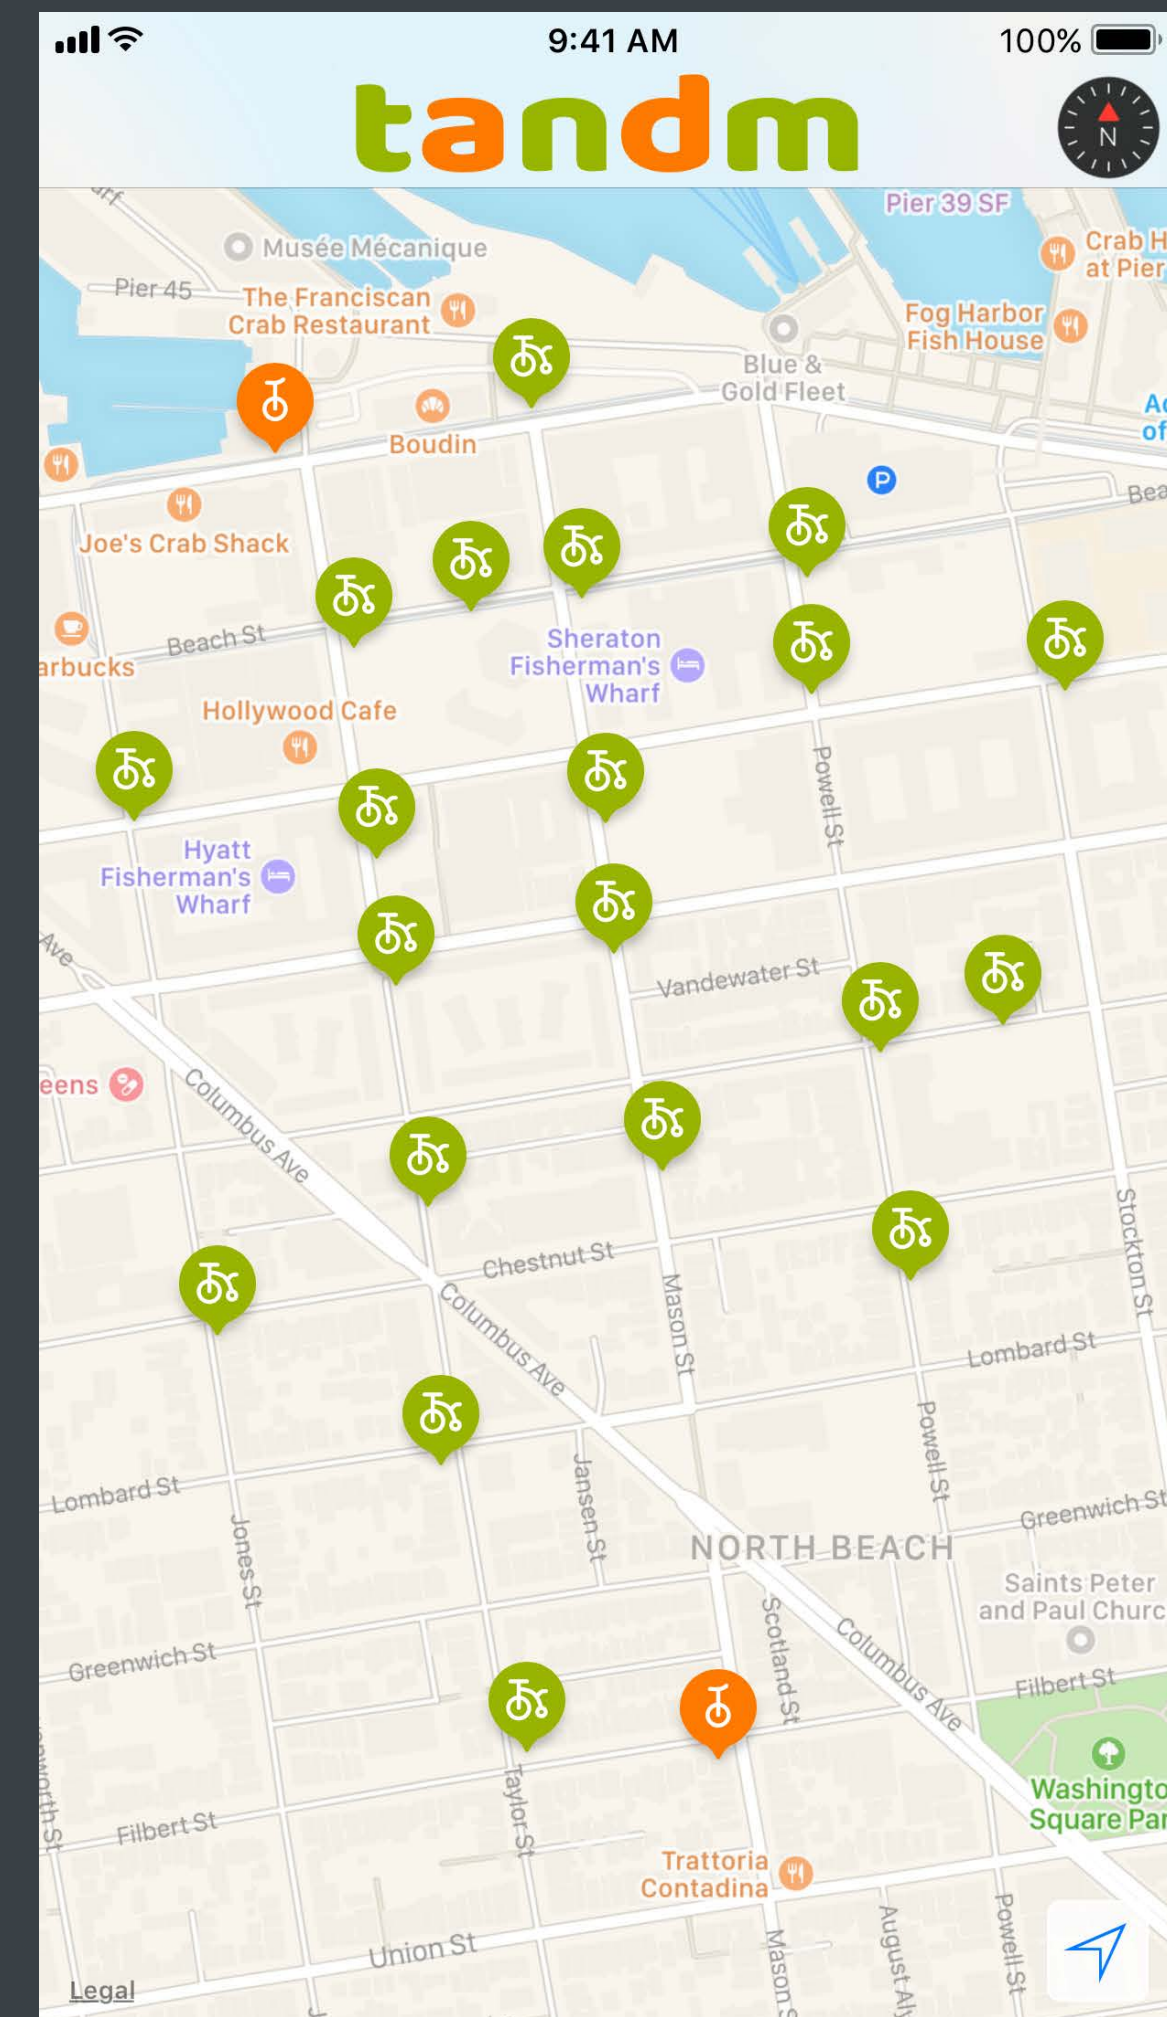 9:41 AM
100%
tandm
N
Pier 39 SF
Musée Mécanique
Crab H
at Pier
Pier 45
The Franciscan
Crab Restaurant
Fog Harbor
Fish House
Blue &
Gold Fleet
Boudin
P
Joe's Crab Shack
Beach St
Sheraton
Fisherman's
Wharf
arbucks
Hollywood Cafe
Powell St
Hyatt
Fisherman's
Wharf
Ave
Vandewater St
eens
Columbus Ave
Stockton St
Chestnut St
Mason St
Columbus Ave
Lombard St
Powell St
Lombard St
Jansen St
Jones St
Greenwich St
NORTH BEACH
Saints Peter
and Paul Churc
Scotland St
Columbus Ave
Greenwich St
Filbert St
Washingto
Square Par
Taylor St
Filbert St
Trattoria
Contadina
Union St
Mason S
August Aly
Powell St
Legal